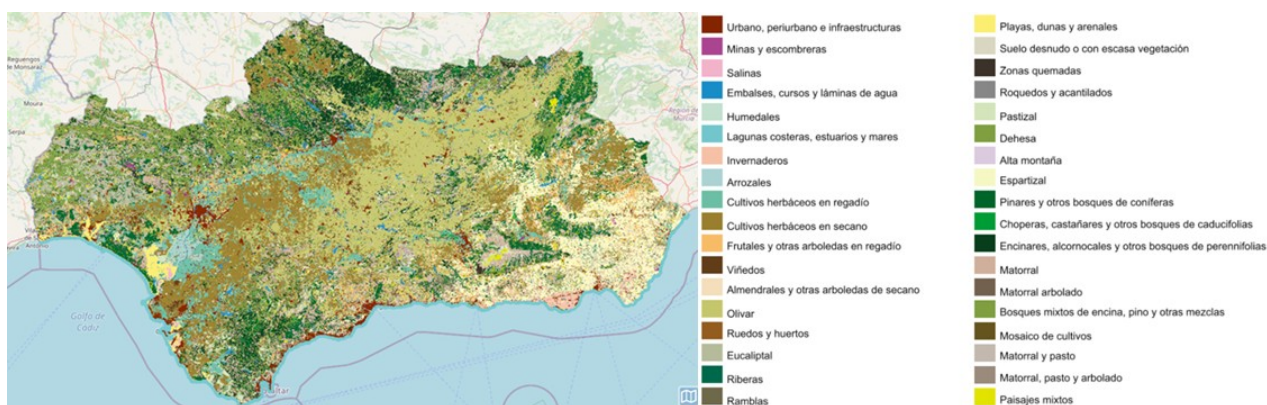 Reguengos
de Monsaraz
Moura
Serpa
Golfo de
Cádiz
Región de
Murcia
Urbano, periurbano e infraestructuras
Minas y escombreras
Salinas
Embalses, cursos y láminas de agua
Humedales
Lagunas costeras, estuarios y mares
Invernaderos
Arrozales
Cultivos herbáceos en regadío
Cultivos herbáceos en secano
Frutales y otras arboledas en regadío
Viñedos
Almendrales y otras arboledas de secano
Olivar
Ruedos y huertos
Eucaliptal
Riberas
Ramblas
Playas, dunas y arenales
Suelo desnudo o con escasa vegetación
Zonas quemadas
Roquedos y acantilados
Pastizal
Dehesa
Alta montaña
Espartizal
Pinares y otros bosques de coníferas
Choperas, castañares y otros bosques de caducifolias
Encinares, alcornocales y otros bosques de perennifolias
Matorral
Matorral arbolado
Bosques mixtos de encina, pino y otras mezclas
Mosaico de cultivos
Matorral y pasto
Matorral, pasto y arbolado
Paisajes mixtos